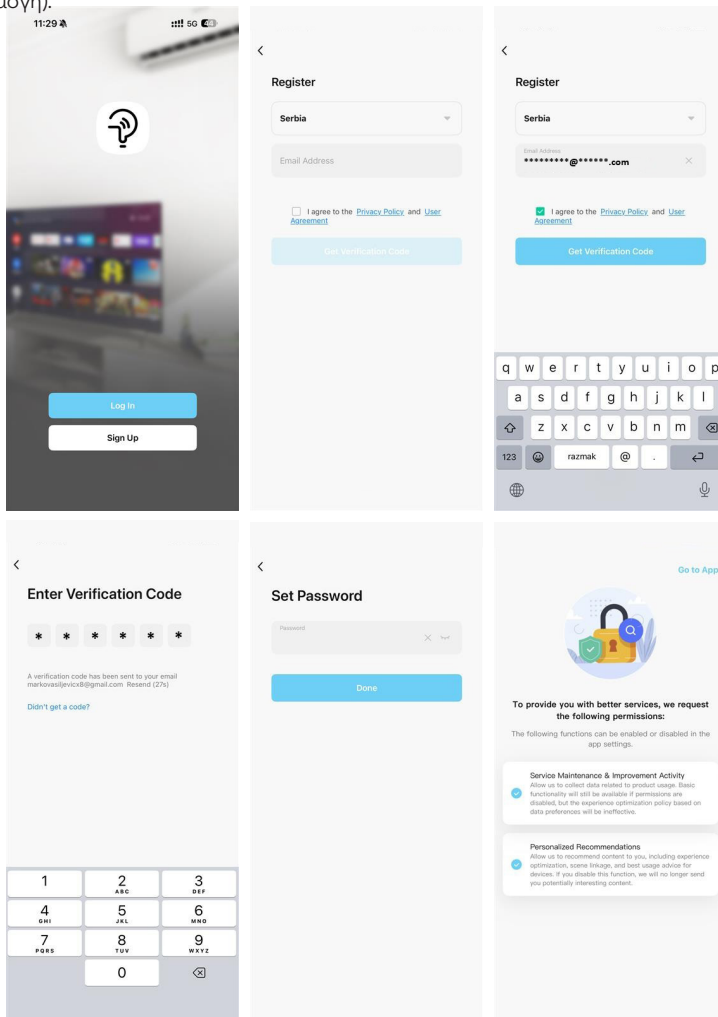 μογή).
11:29
5G 44
Log In
Sign Up
Register
Serbia
Email Address
I agree to the Privacy Policy and User
Agreement
Get Verification Code
Register
Serbia
Email Address
*********@******.com
I agree to the Privacy Policy and User
Agreement
Get Verification Code
q w e r t y u i o p
a s d f g h j k l
z x c v b n m
123 razmak @ .
Enter Verification Code
* * * * * *
A verification code has been sent to your email
markovasiljevicx8@gmail.com Resend (27s)
Didn't get a code?
1 2 3
ABC DEF
4 5 6
GHI JKL MNO
7 8 9
PQRS TUV WXYZ
0
Set Password
Password
Done
Go to App
To provide you with better services, we request
the following permissions:
The following functions can be enabled or disabled in the
app settings.
Service Maintenance & Improvement Activity
Allow us to collect data related to product usage. Basic
functionality will still be available if permissions are
disabled, but the experience optimization policy based on
data preferences will be ineffective.
Personalized Recommendations
Allow us to recommend content to you, including experience
optimization, scene linkage, and best usage advice for
devices. If you disable this function, we will no longer send
you potentially interesting content.